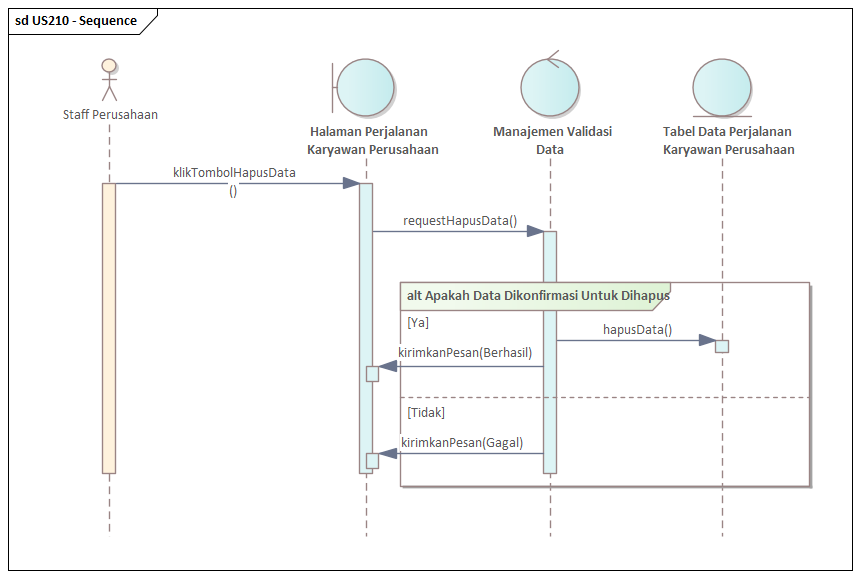 sd US210 - Sequence
Staff Perusahaan
Halaman Perjalanan
Karyawan Perusahaan
Manajemen Validasi
Data
Tabel Data Perjalanan
Karyawan Perusahaan
klikTombolHapusData
()
requestHapusData()
alt Apakah Data Dikonfirmasi Untuk Dihapus
[Ya]
hapusData()
kirimkanPesan(Berhasil)
[Tidak]
kirimkanPesan(Gagal)